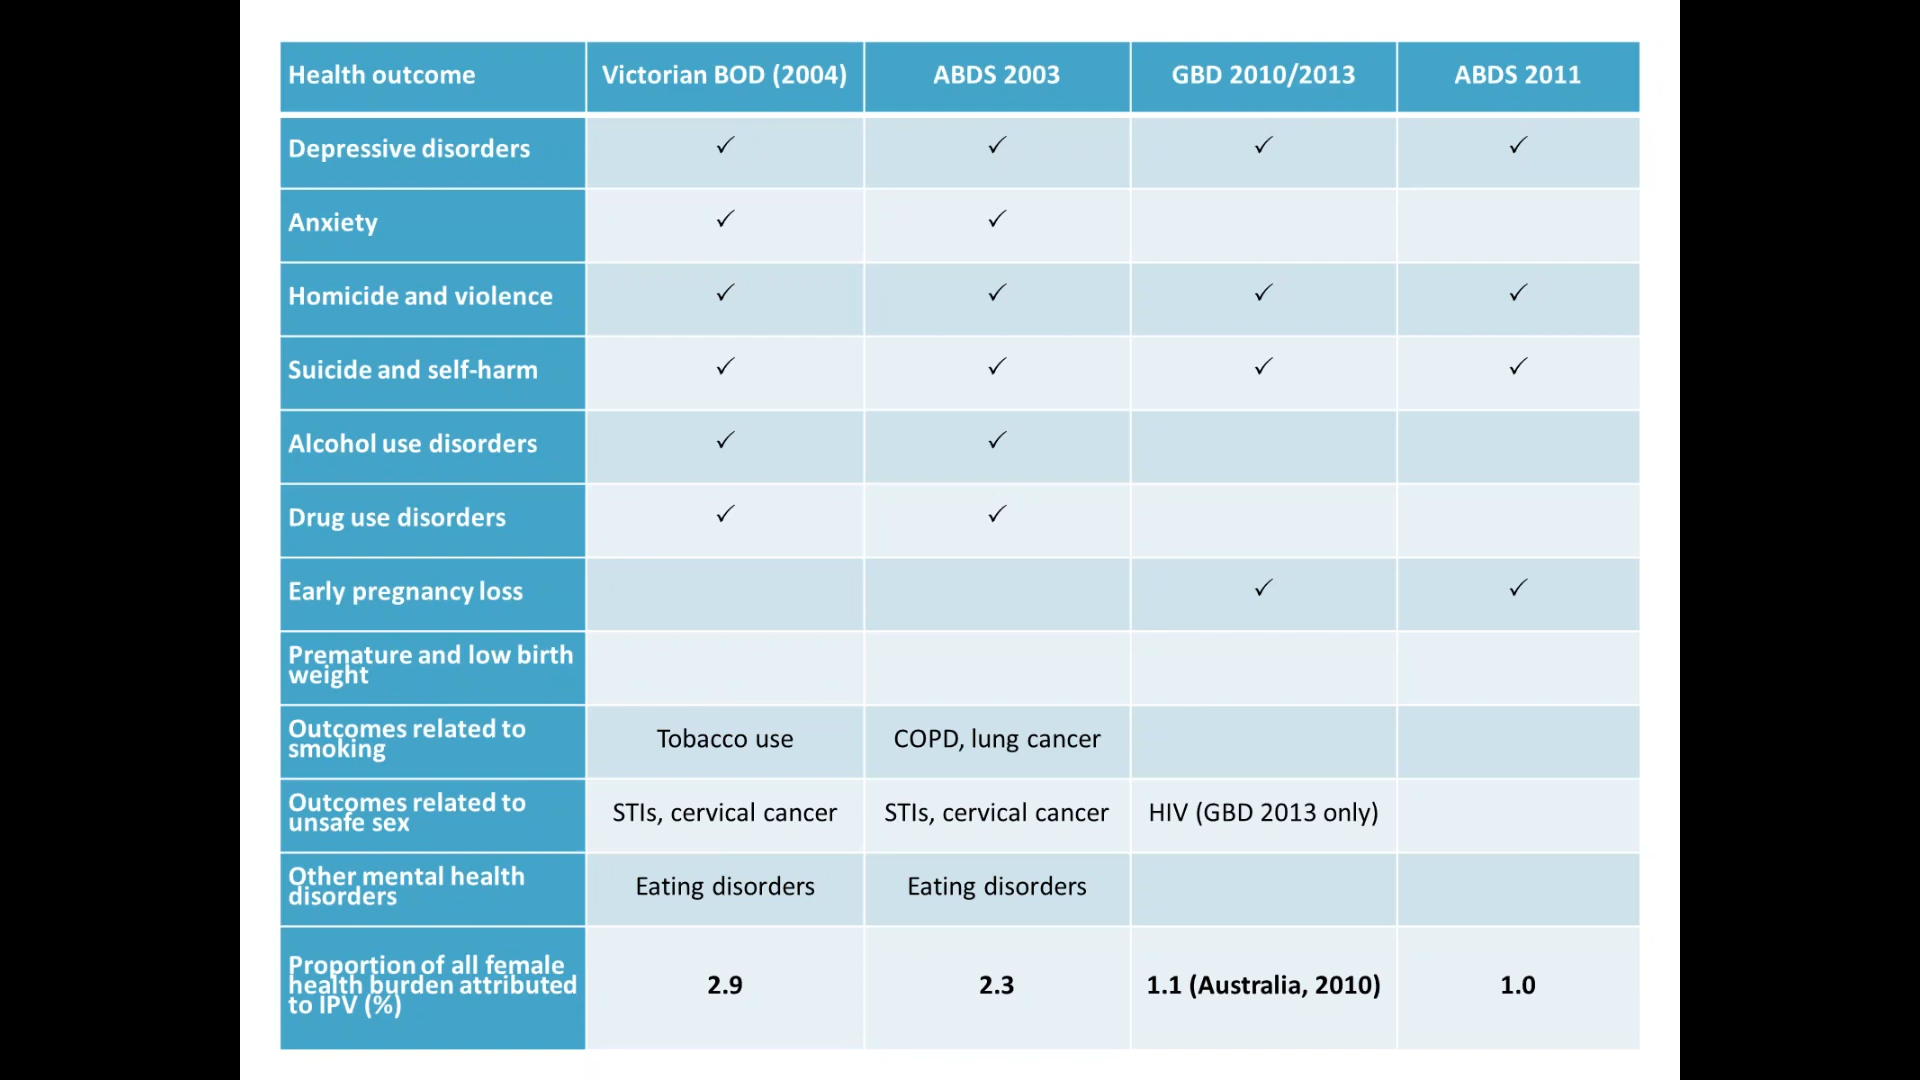 Health outcome Victorian BOD (2004) ABDS 2003 GBD 2010/2013 ABDS 2011
Depressive disorders ✓ ✓ ✓ ✓
Anxiety ✓ ✓
Homicide and violence ✓ ✓ ✓ ✓
Suicide and self-harm ✓ ✓ ✓ ✓
Alcohol use disorders ✓ ✓
Drug use disorders ✓ ✓
Early pregnancy loss ✓ ✓
Premature and low birth
weight
Outcomes related to
smoking
Tobacco use COPD, lung cancer
Outcomes related to
unsafe sex
STIs, cervical cancer STIs, cervical cancer HIV (GBD 2013 only)
Other mental health
disorders
Eating disorders Eating disorders
Proportion of all female
health burden attributed
to IPV (%)
2.9 2.3 1.1 (Australia, 2010) 1.0